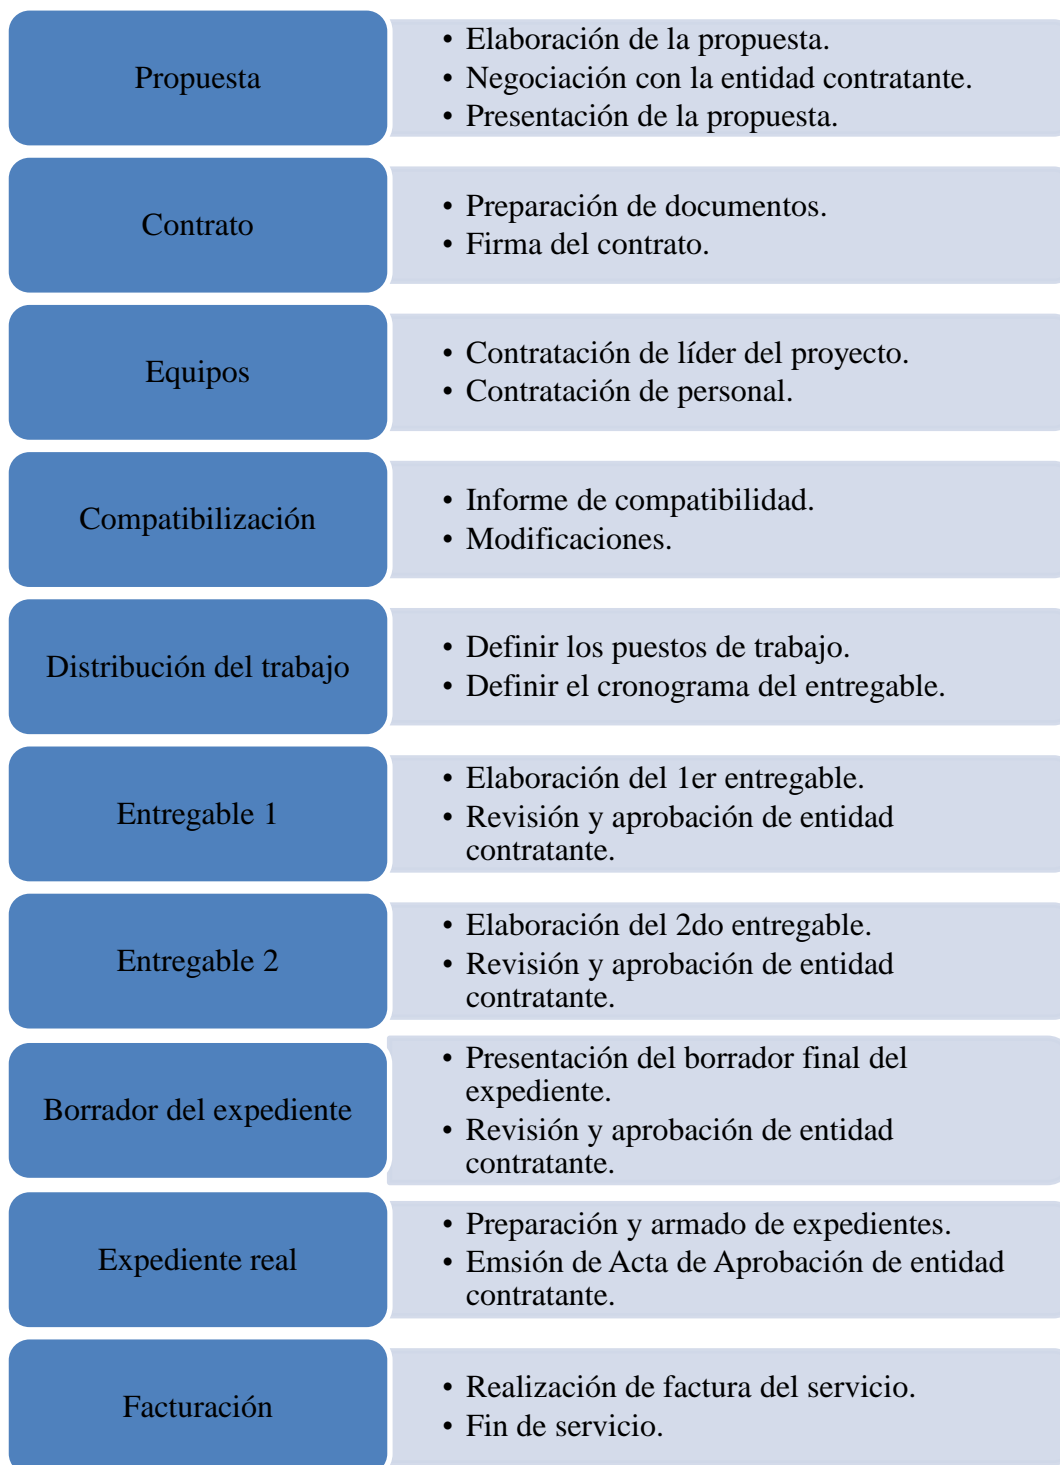 Propuesta
• Elaboración de la propuesta.
• Negociación con la entidad contratante.
• Presentación de la propuesta.
Contrato
• Preparación de documentos.
• Firma del contrato.
Equipos
• Contratación de líder del proyecto.
• Contratación de personal.
Compatibilización
• Informe de compatibilidad.
• Modificaciones.
Distribución del trabajo
• Definir los puestos de trabajo.
• Definir el cronograma del entregable.
Entregable 1
• Elaboración del 1er entregable.
• Revisión y aprobación de entidad
contratante.
Entregable 2
• Elaboración del 2do entregable.
• Revisión y aprobación de entidad
contratante.
Borrador del expediente
• Presentación del borrador final del
expediente.
• Revisión y aprobación de entidad
contratante.
Expediente real
• Preparación y armado de expedientes.
• Emsión de Acta de Aprobación de entidad
contratante.
Facturación
• Realización de factura del servicio.
• Fin de servicio.